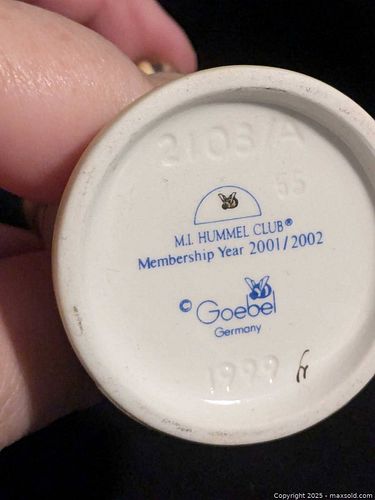 2103/A
55
M.I. HUMMEL CLUB®
Membership Year 2001/2002
© Goebel
Germany
1999
Copyright 2025 - maxsold.com